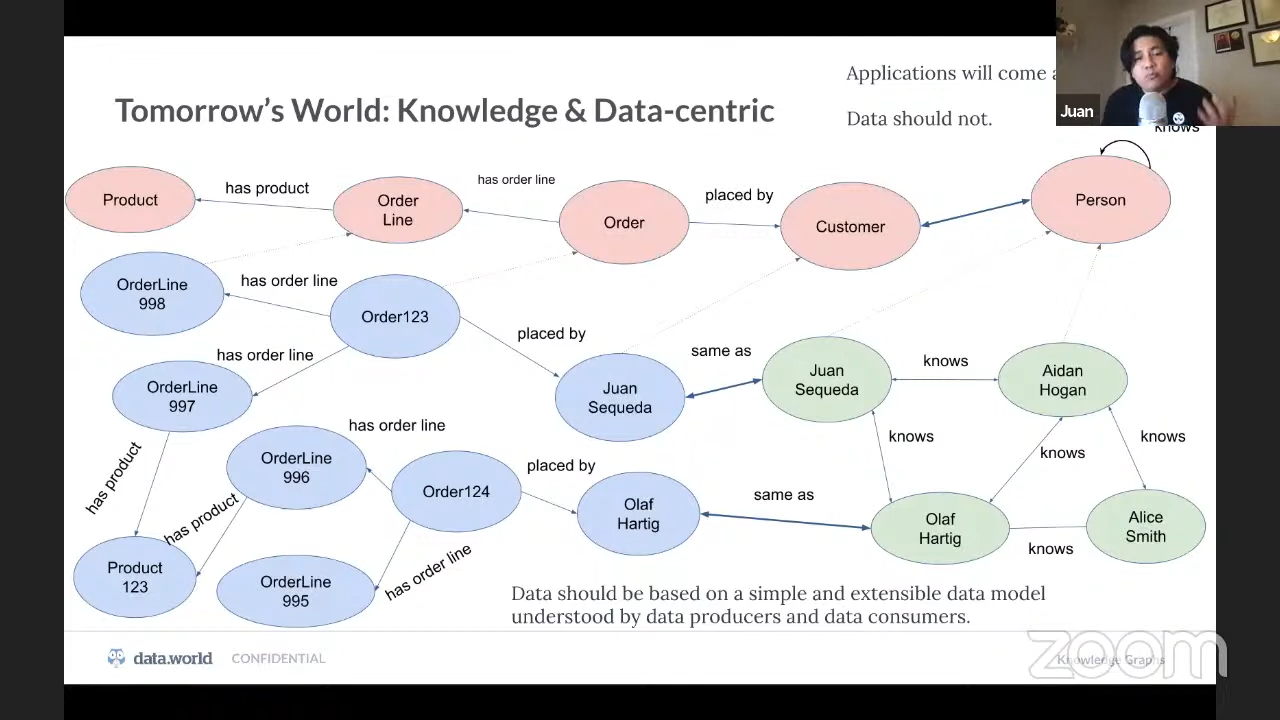 Applications will come
Tomorrow's World: Knowledge & Data-centric
Data should not.
Juan
knows
Product
has product
Order
Line
has order line
Order
placed by
Customer
Person
OrderLine
998
has order line
Order123
placed by
has order line
OrderLine
997
Juan
Sequeda
same as
Juan
Sequeda
knows
Aidan
Hogan
has product
has order line
OrderLine
996
has product
Order124
placed by
Olaf
Hartig
same as
knows
knows
knows
Olaf
Hartig
knows
Alice
Smith
Product
123
OrderLine
995
has order line
Data should be based on a simple and extensible data model
understood by data producers and data consumers.
data.world
CONFIDENTIAL
Knowledge Graphs
zoom